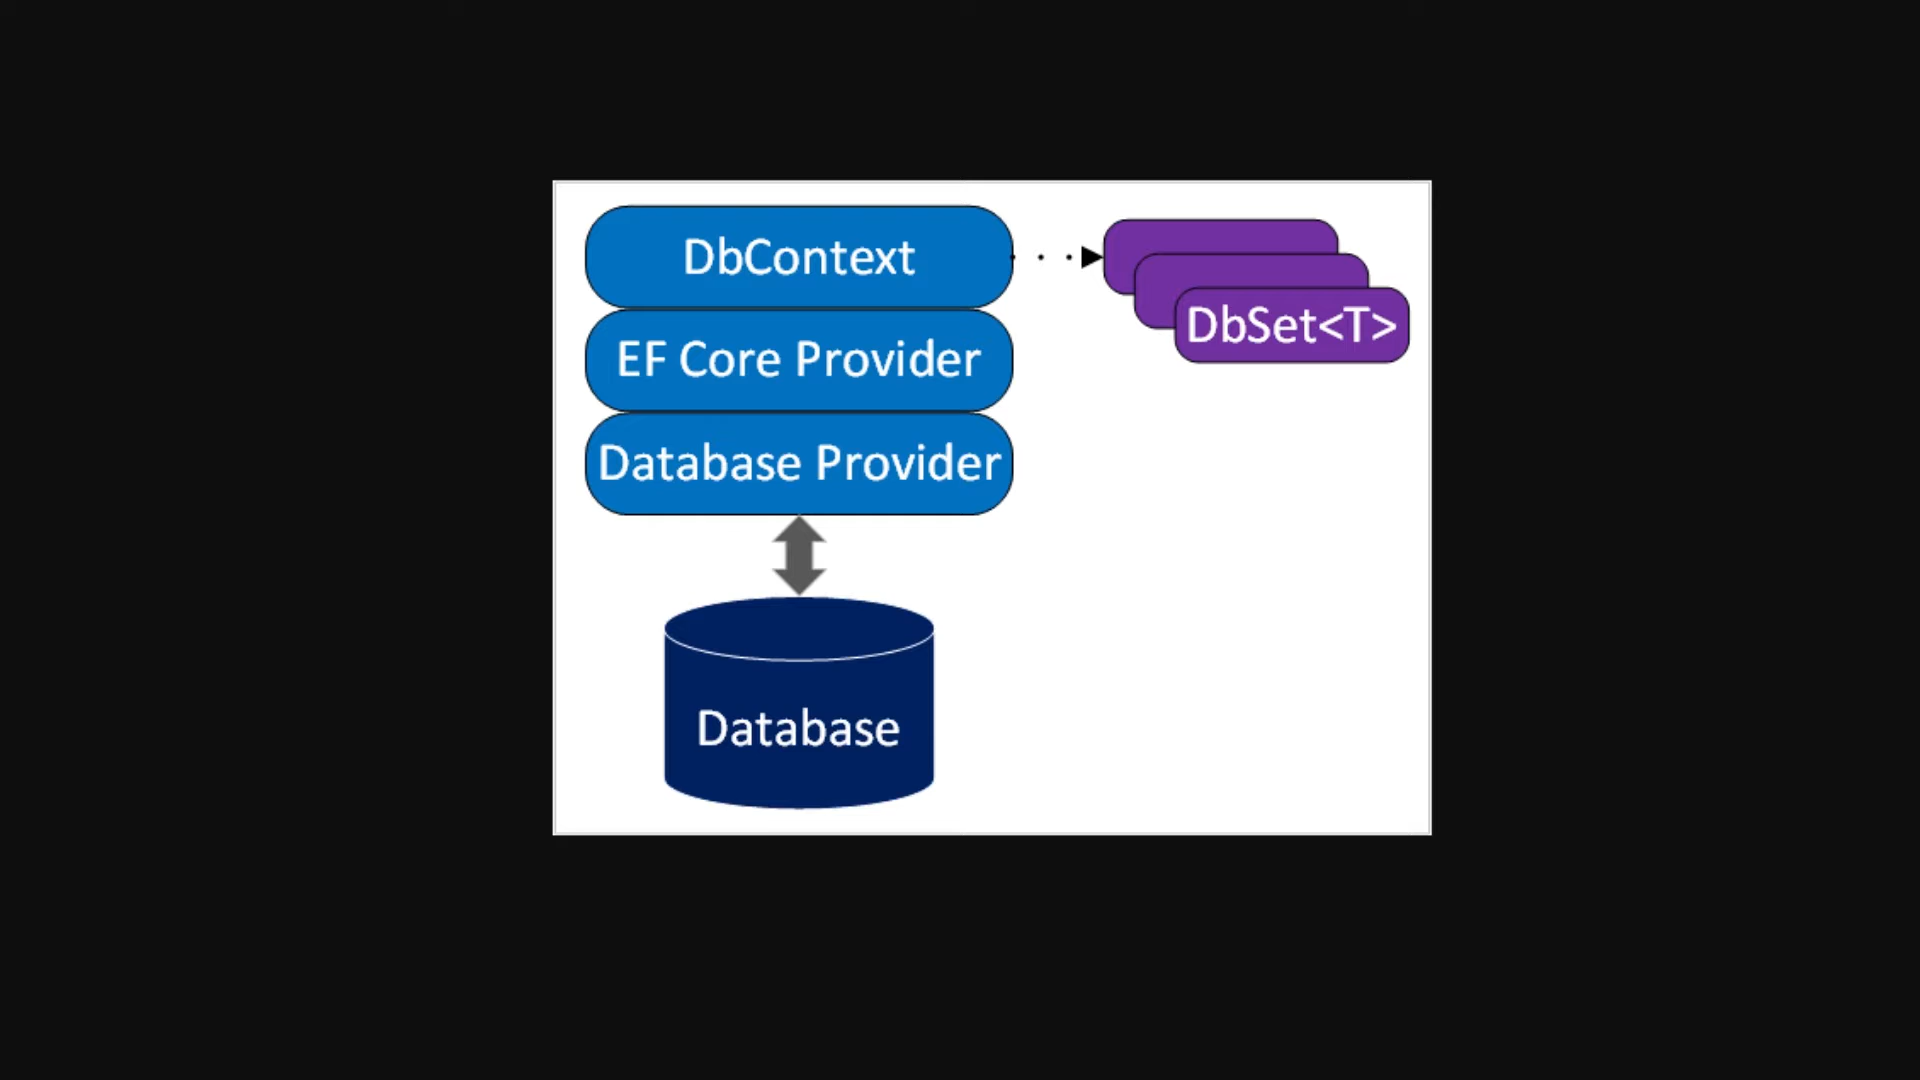 DbContext
DbSet<T>
EF Core Provider
Database Provider
Database